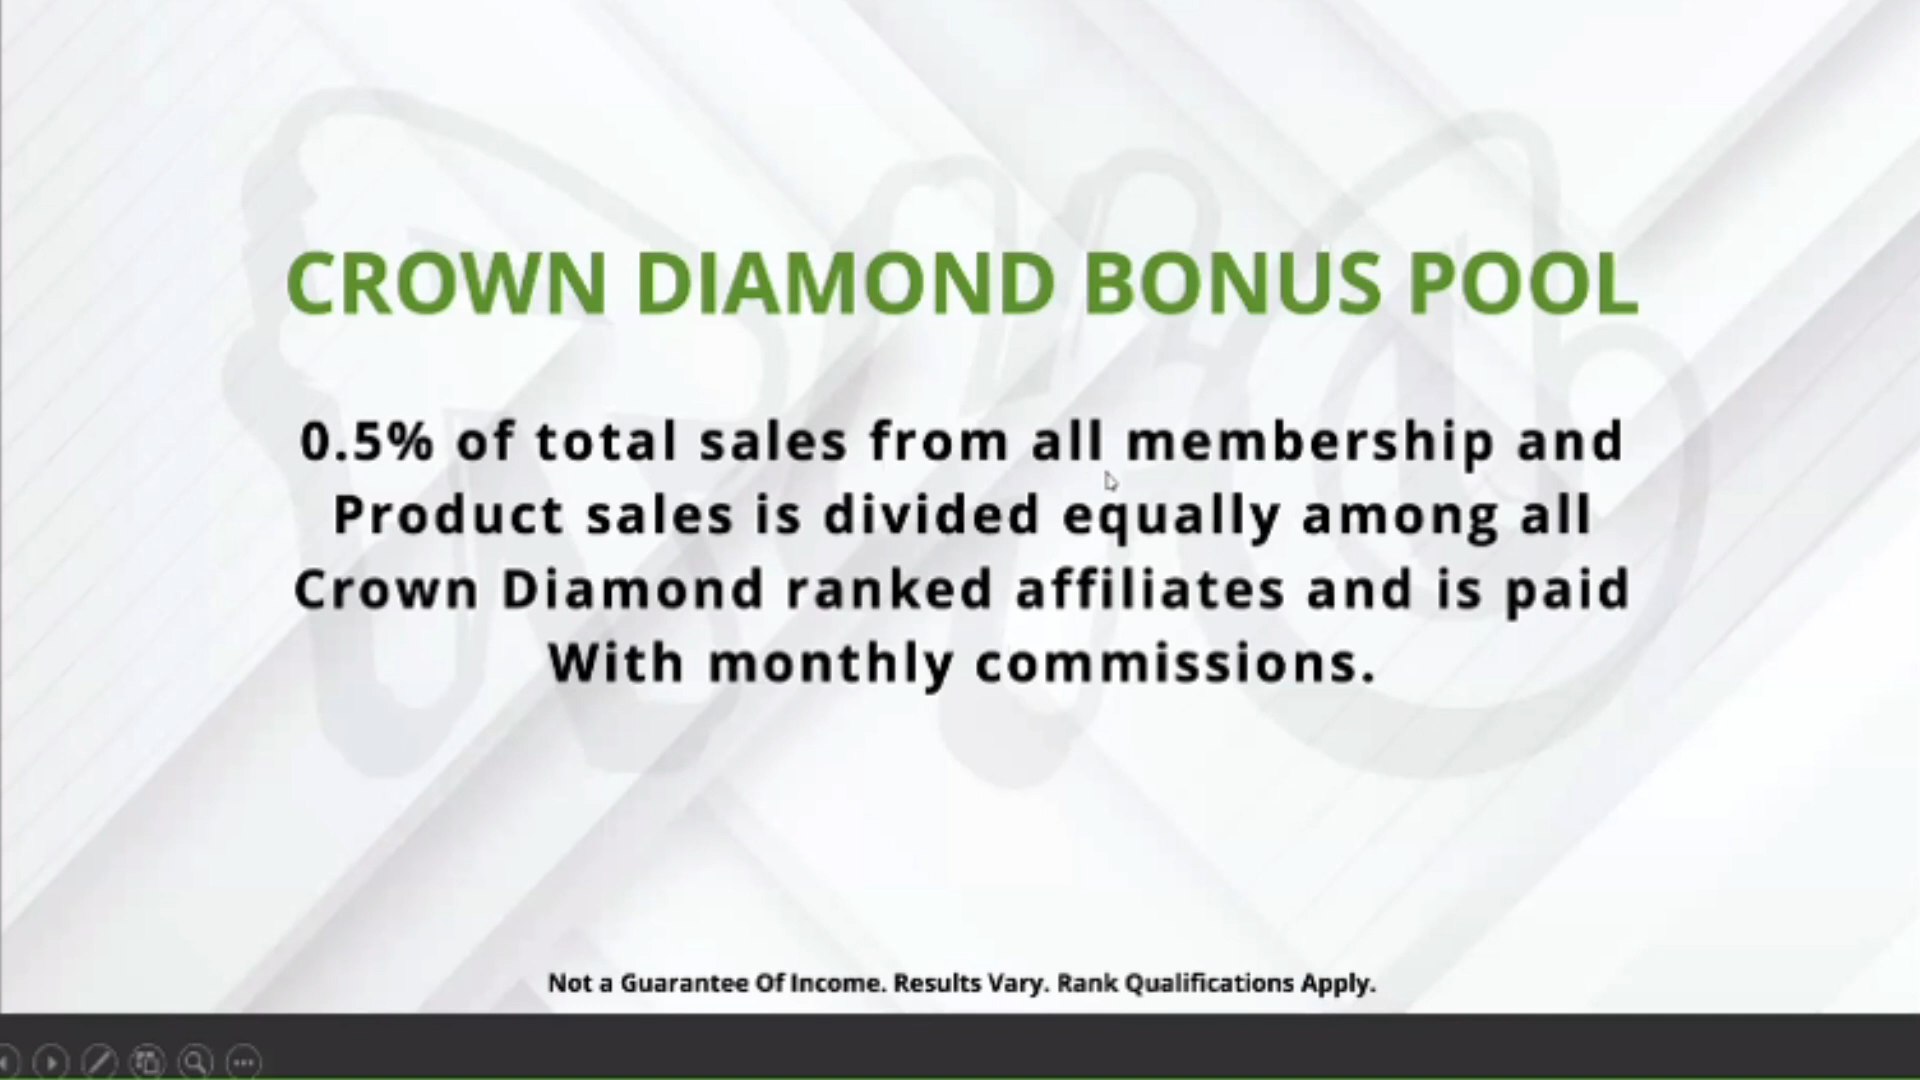 CROWN DIAMOND BONUS POOL
0.5% of total sales from all membership and
Product sales is divided equally among all
Crown Diamond ranked affiliates and is paid
With monthly commissions.
Not a Guarantee Of Income. Results Vary. Rank Qualifications Apply.